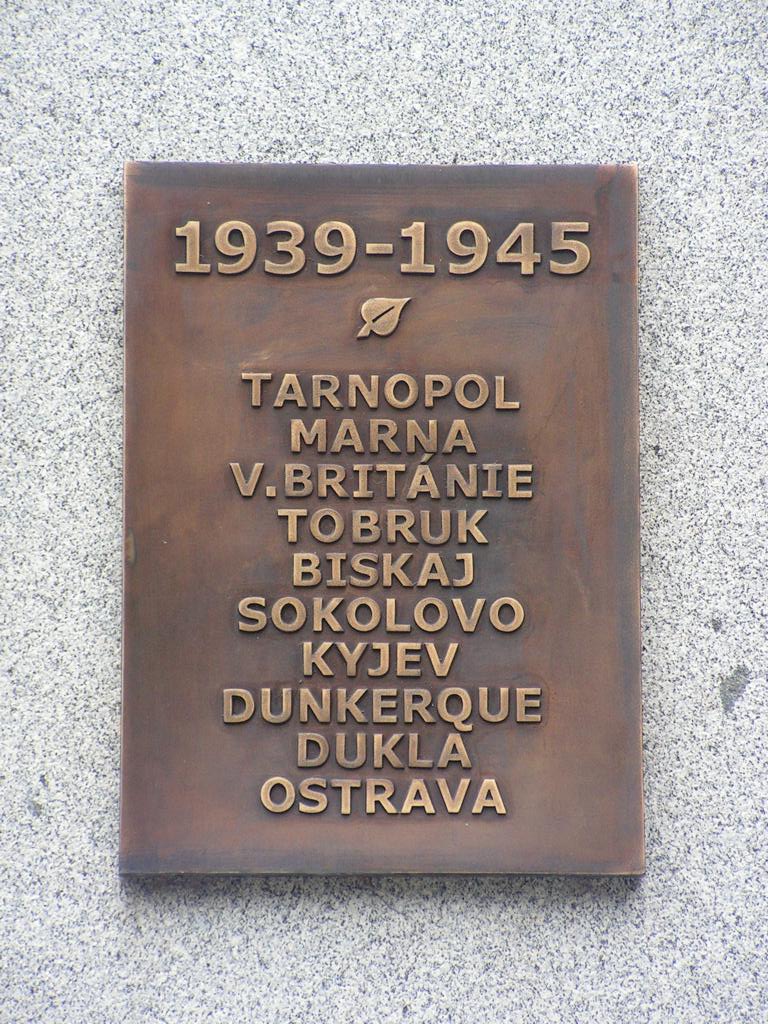 1939-1945
TARNOPOL
MARNA
V.BRITÁNIE
TOBRUK
BISKAJ
SOKOLOVO
KYJEV
DUNKERQUE
DUKLA
OSTRAVA